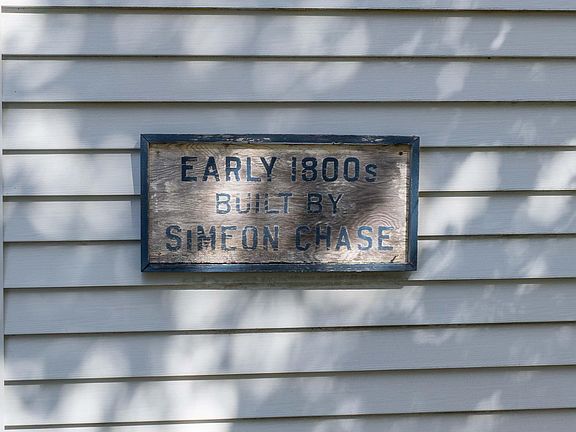 EARLY 1800s
BUILT BY
SIMEON CHASE